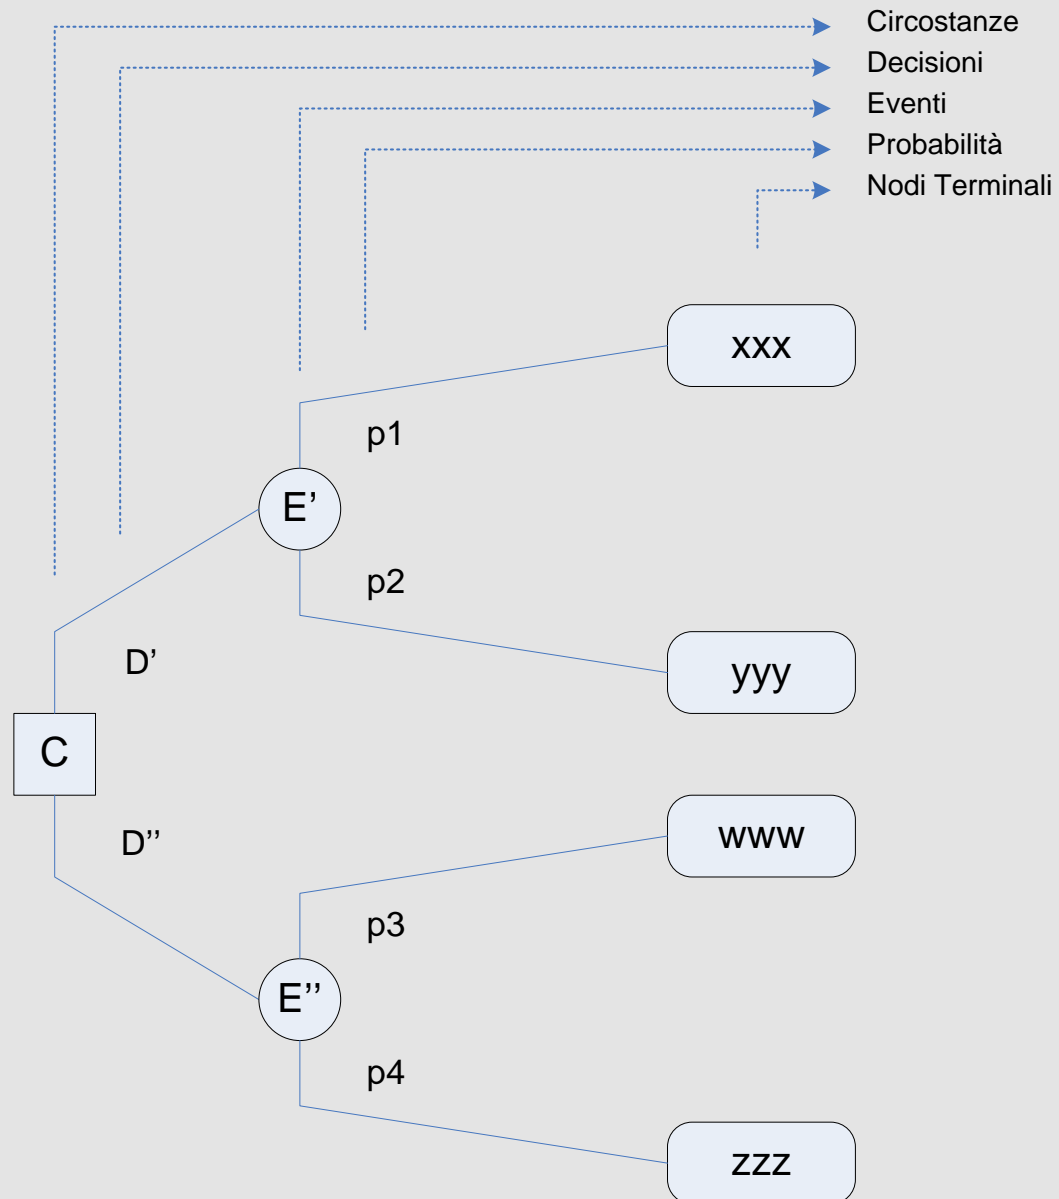 Circostanze
Decisioni
Eventi
Probabilità
Nodi Terminali
xxx
p1
E’
p2
D’
yyy
C
www
D’’
p3
E’’
p4
zzz